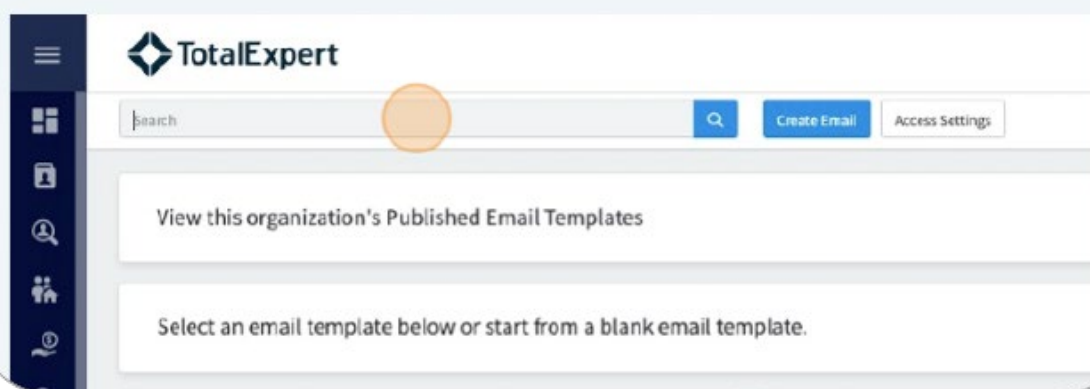 TotalExpert
Search
Create Email
Access Settings
View this organization's Published Email Templates
Select an email template below or start from a blank email template.